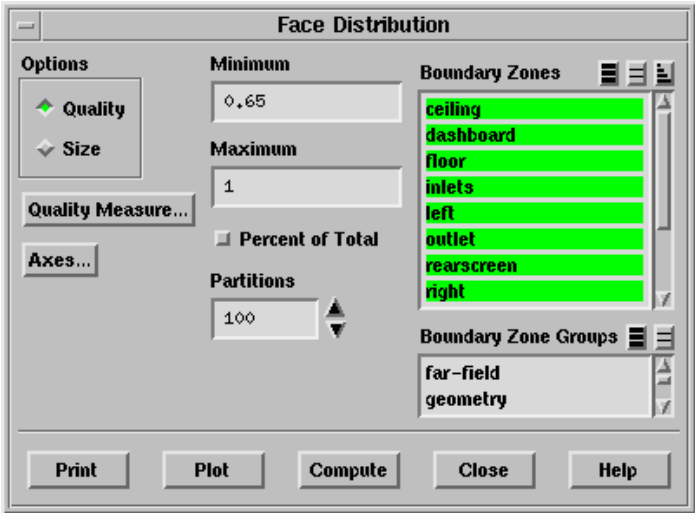 Face Distribution
Options
Quality
Size
Quality Measure...
Axes...
Minimum
0.65
Maximum
1
Percent of Total
Partitions
100
Boundary Zones
ceiling
dashboard
floor
inlets
left
outlet
rearscreen
right
Boundary Zone Groups
far-field
geometry
Print Plot Compute Close Help